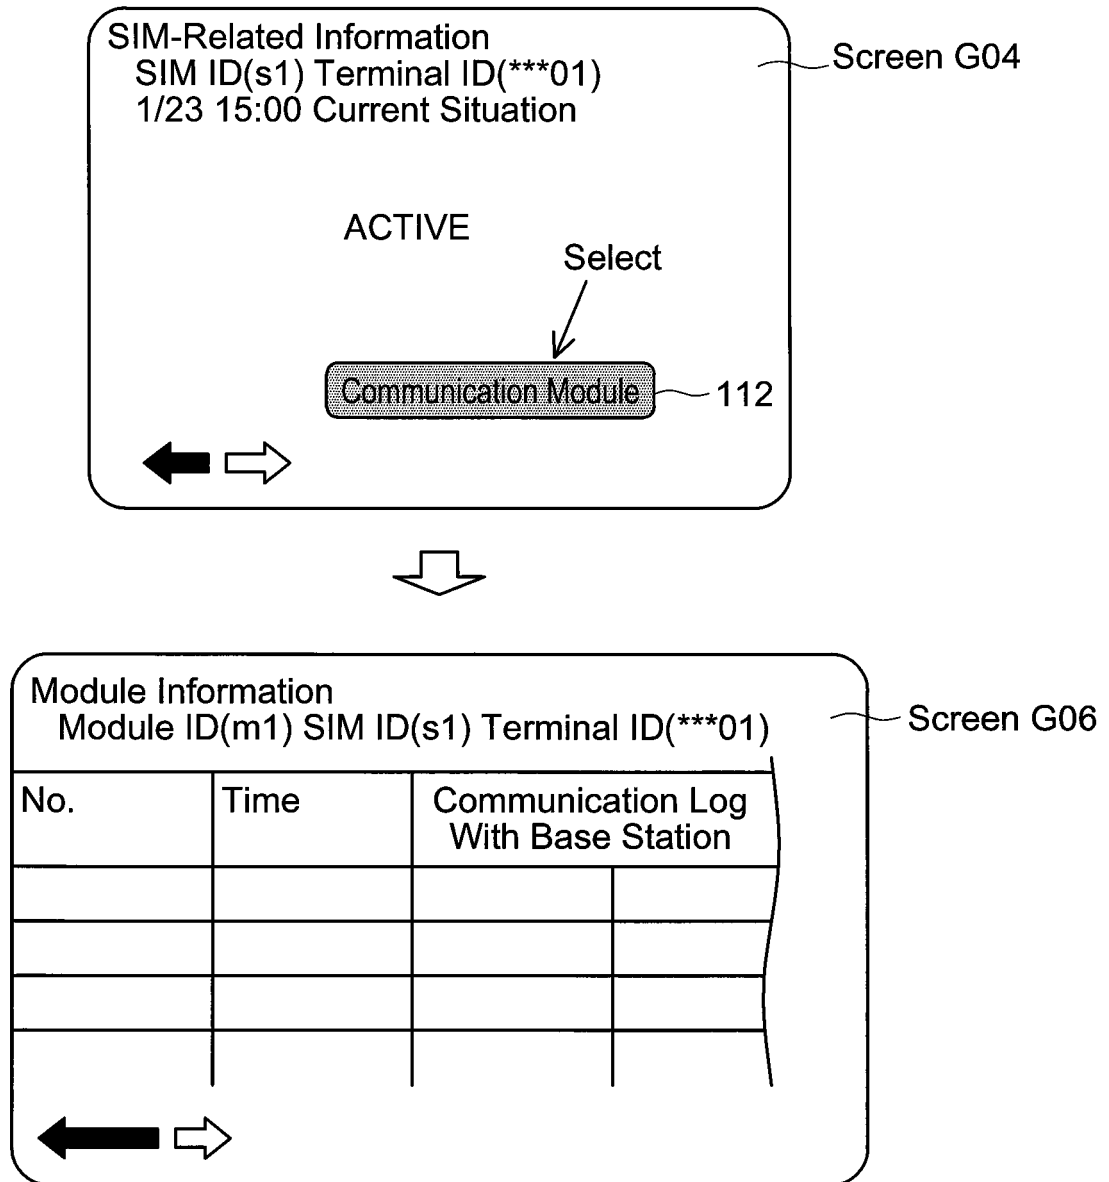 SIM-Related Information
SIM ID(s1) Terminal ID(***01)
1/23 15:00 Current Situation
Screen G04
ACTIVE
Select
Communication Module
112
Module Information
Module ID(m1) SIM ID(s1) Terminal ID(***01)
Screen G06
No.
Time
Communication Log
With Base Station